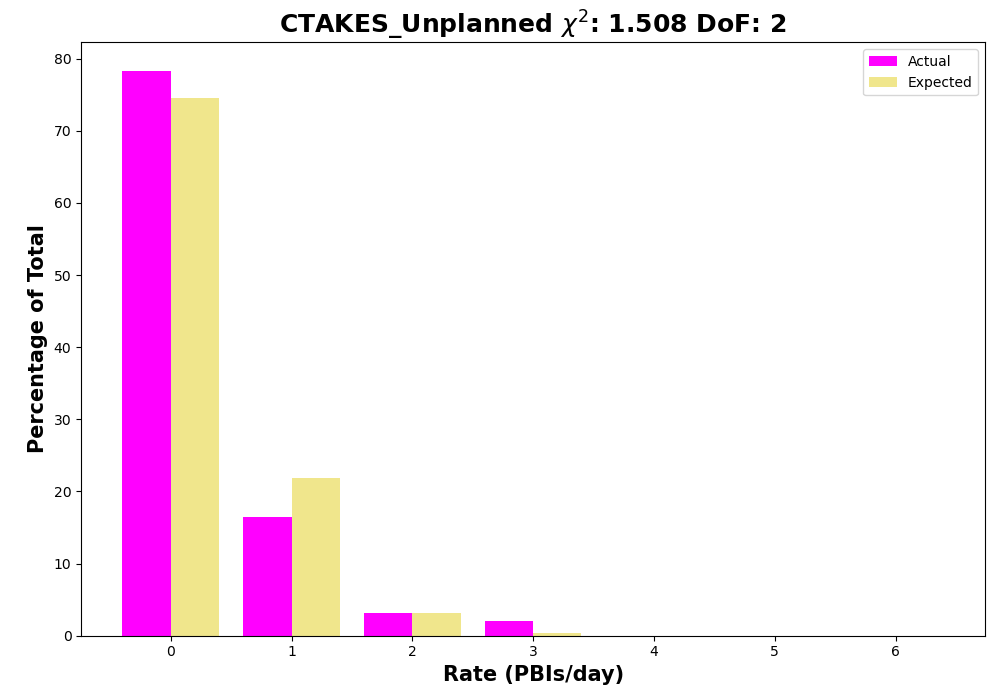 CTAKES_Unplanned χ²: 1.508 DoF: 2
Actual
Expected
80
70
60
50
40
30
20
10
0
Percentage of Total
0 1 2 3 4 5 6
Rate (PBIs/day)